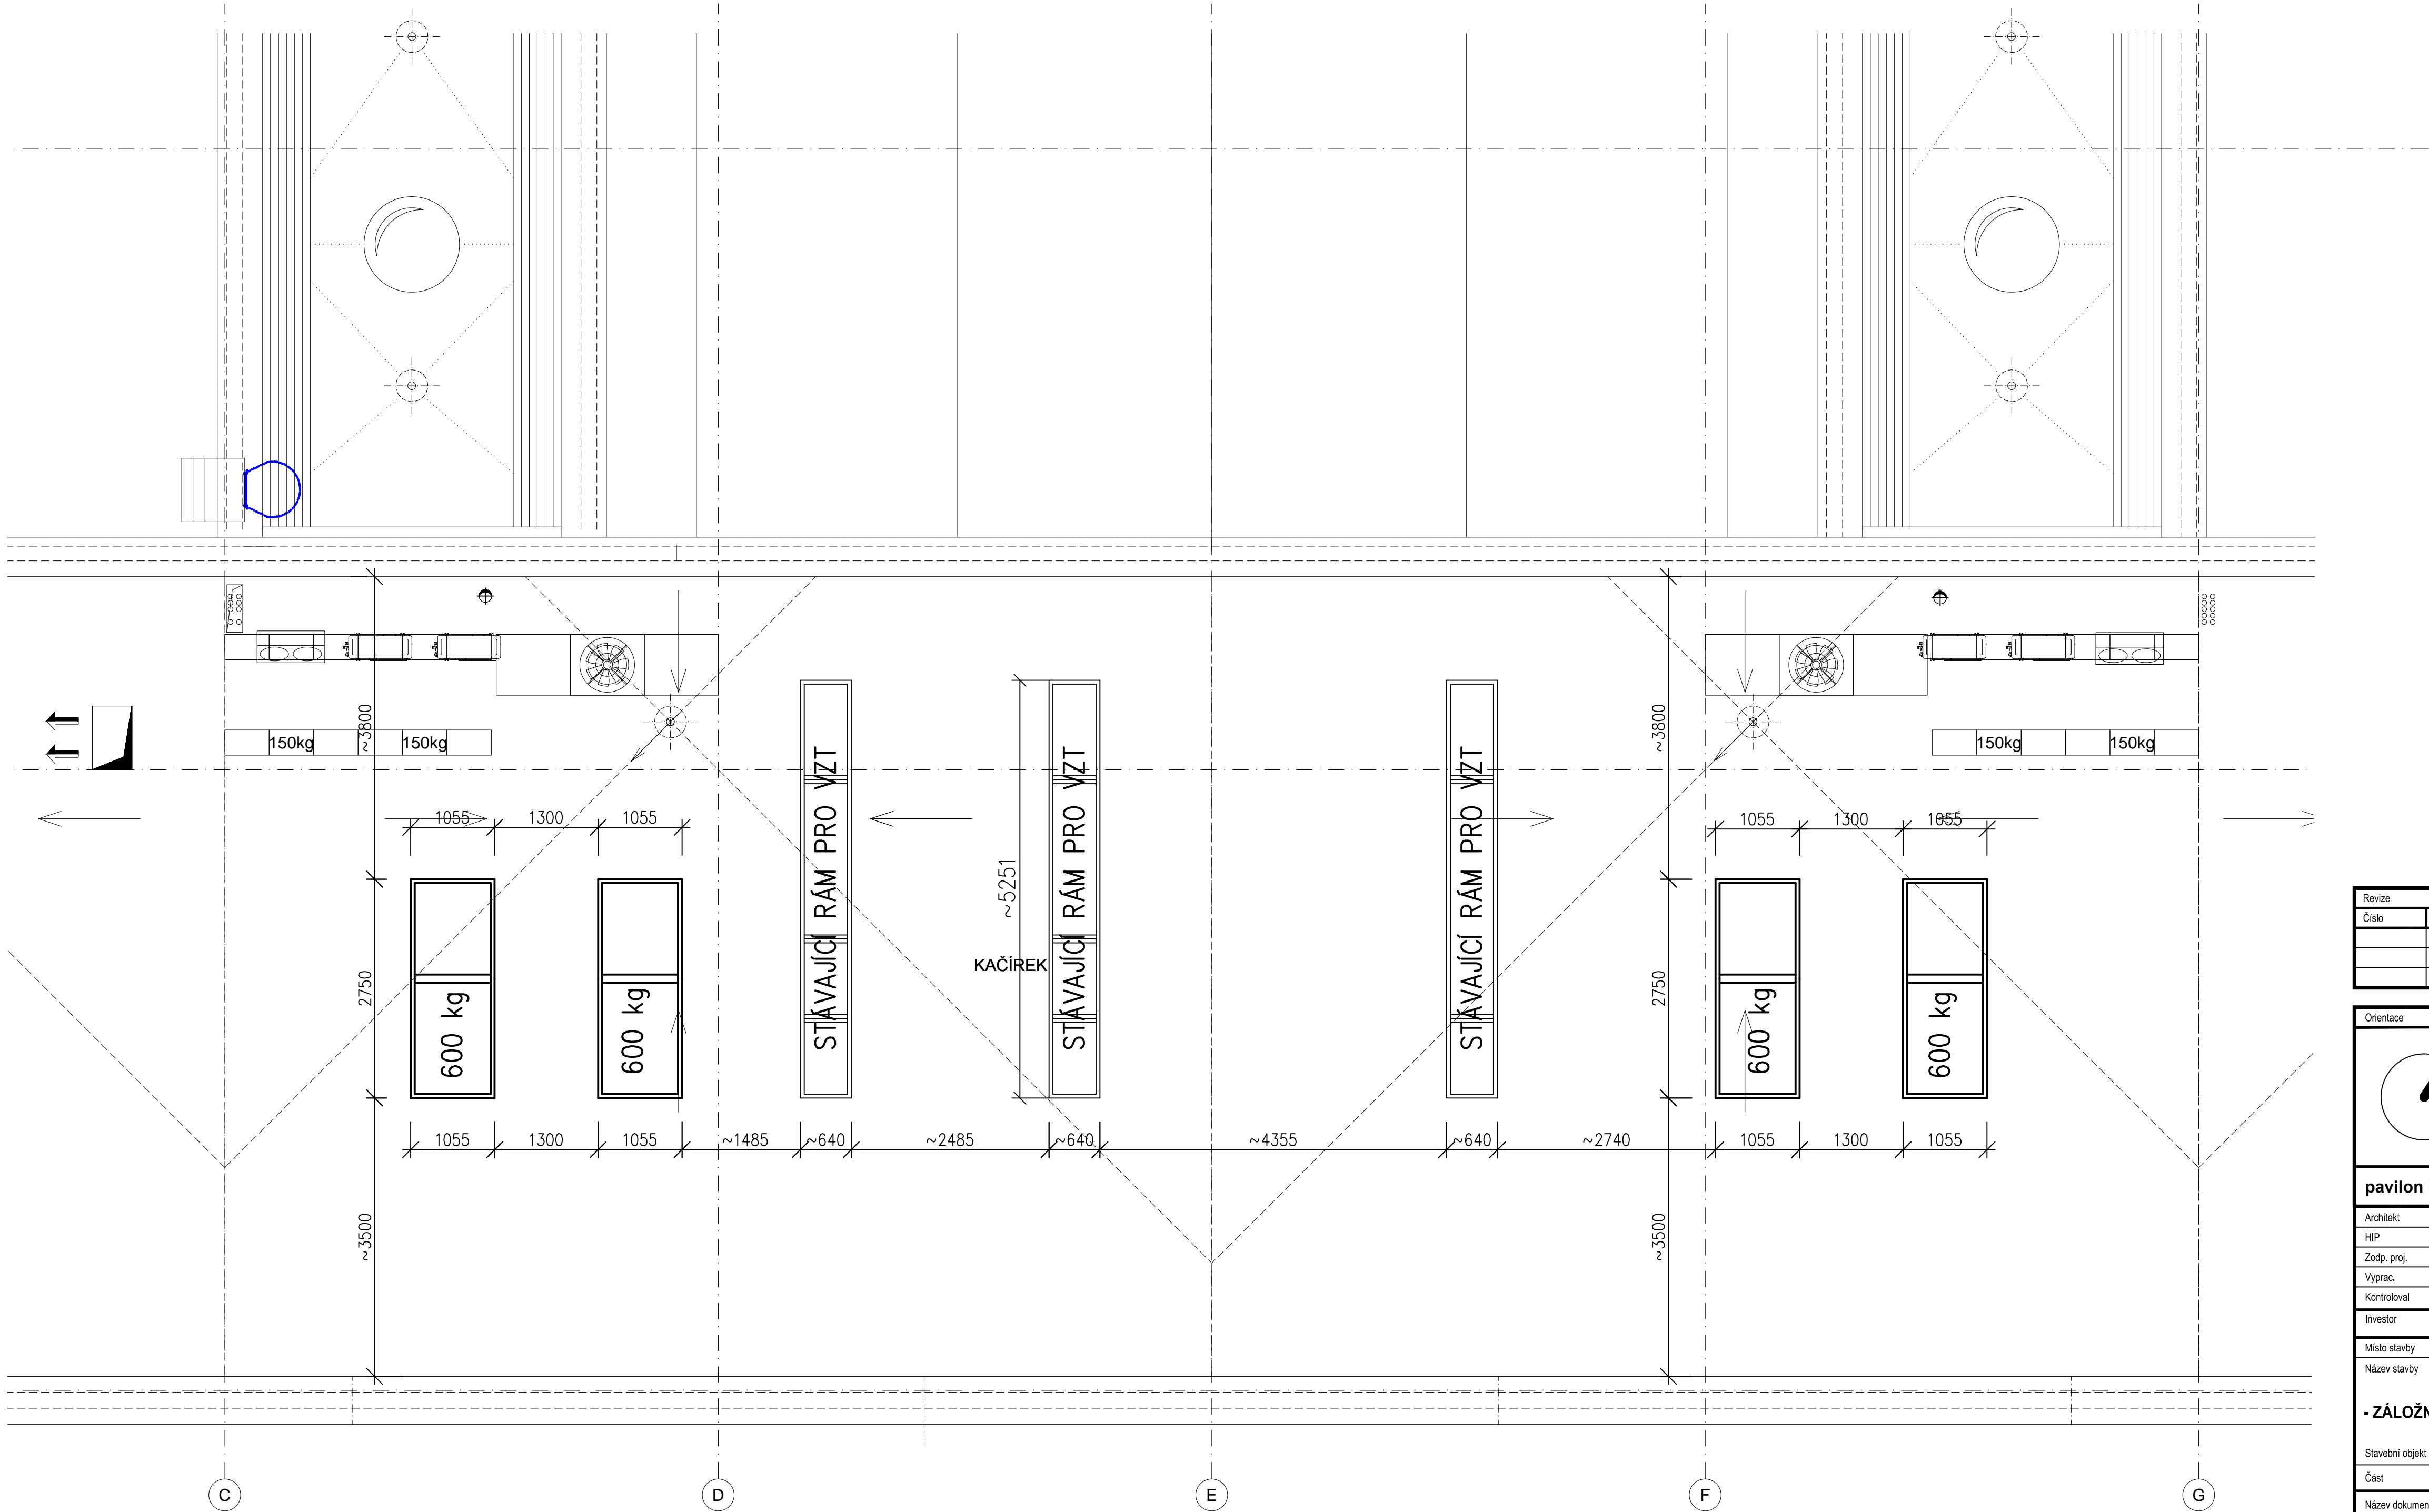 ~3800
~3800
150kg
150kg
150kg
150kg
1055
1300
1055
1055
1300
1055
STÁVAJÍCÍ RÁM PRO VZT
STÁVAJÍCÍ RÁM PRO VZT
STÁVAJÍCÍ RÁM PRO VZT
~5251
KAČÍREK
2750
600 kg
600 kg
2750
600 kg
600 kg
1055
1300
1055
~1485
~640
~2485
~640
~4355
~640
~2740
1055
1300
1055
~3500
~3500
C
D
E
F
G
Revize
Číslo
Orientace
pavilon
Architekt
HIP
Zodp. proj.
Vyprac.
Kontroloval
Investor
Místo stavby
Název stavby
- ZÁLOŽN
Stavební objekt
Část
Název dokumen